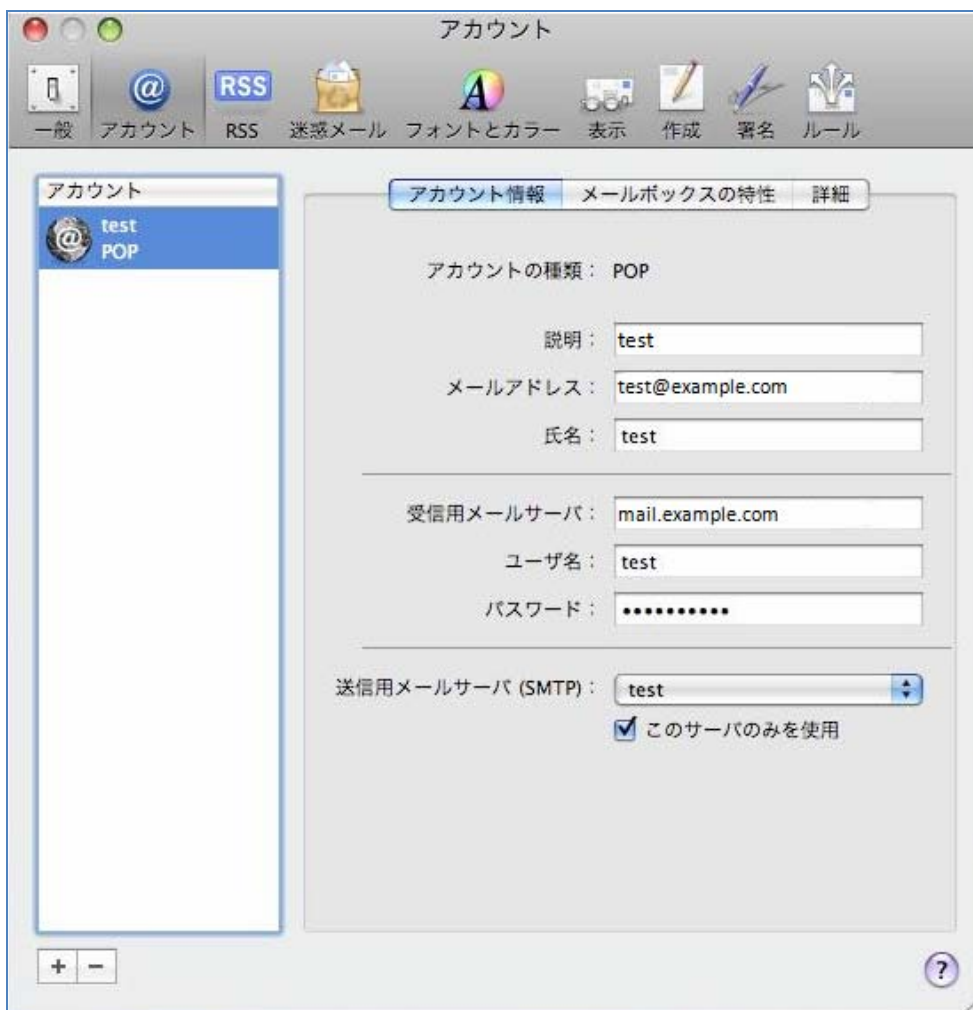 アカウント
RSS
一般 アカウント RSS 迷惑メール フォントとカラー 表示 作成 署名 ルール
アカウント
test
POP
アカウント情報 メールボックスの特性 詳細
アカウントの種類： POP
説明： test
メールアドレス： test@example.com
氏名： test
受信用メールサーバ： mail.example.com
ユーザ名： test
パスワード： ••••••••••
送信用メールサーバ (SMTP)： test
このサーバのみを使用
+ −
?